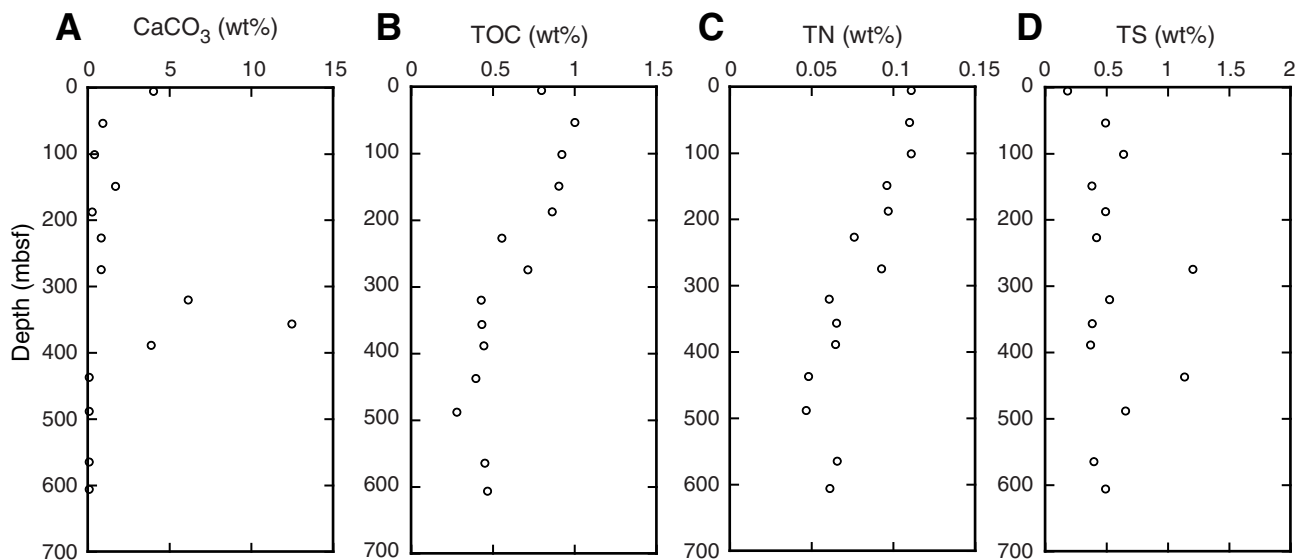 A CaCO3 (wt%) B TOC (wt%) C TN (wt%) D TS (wt%)
0 5 10 15 0 0.5 1 1.5 0 0.05 0.1 0.15 0 0.5 1 1.5 2
0 0 0 0
100 100 100 100
200 200 200 200
300 300 300 300
400 400 400 400
500 500 500 500
600 600 600 600
700 700 700 700
Depth (mbsf)